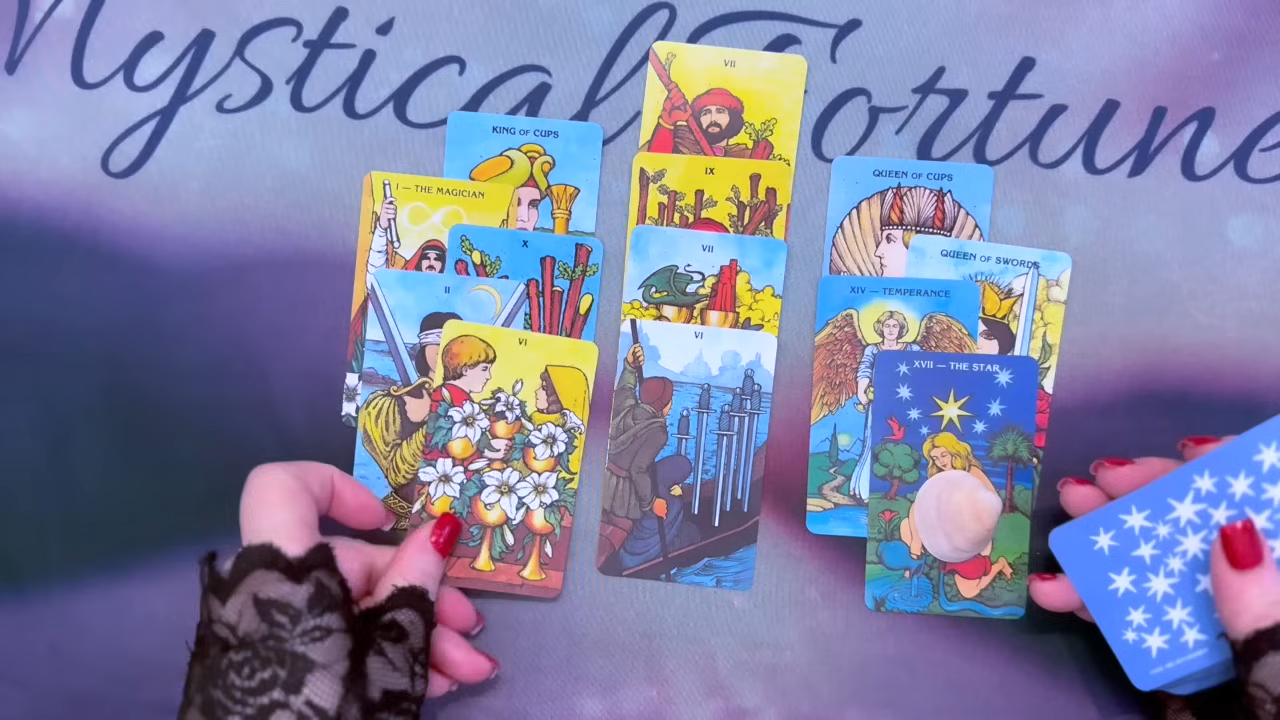 Mystical Fortune
VII
KING OF CUPS
IX
QUEEN OF CUPS
I — THE MAGICIAN
X
VII
QUEEN OF SWORDS
II
XIV — TEMPERANCE
VI
VI
XVII — THE STAR